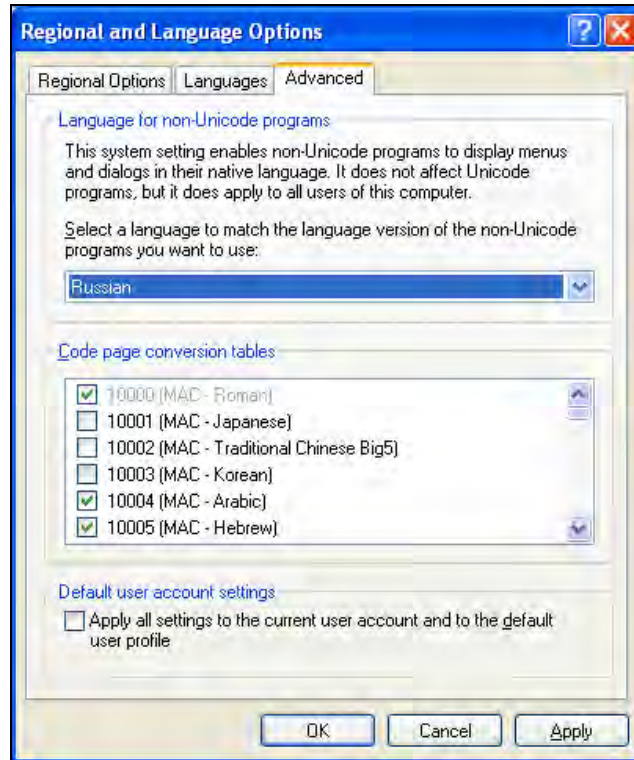 Regional and Language Options
Regional Options Languages Advanced
Language for non-Unicode programs
This system setting enables non-Unicode programs to display menus
and dialogs in their native language. It does not affect Unicode
programs, but it does apply to all users of this computer.
Select a language to match the language version of the non-Unicode
programs you want to use:
Russian
Code page conversion tables
10000 (MAC - Roman)
10001 (MAC - Japanese)
10002 (MAC - Traditional Chinese Big5)
10003 (MAC - Korean)
10004 (MAC - Arabic)
10005 (MAC - Hebrew)
Default user account settings
Apply all settings to the current user account and to the default
user profile
OK Cancel Apply